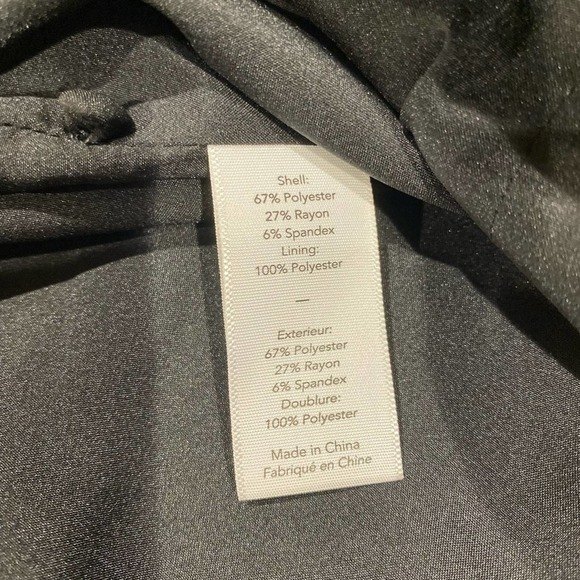 Shell:
67% Polyester
27% Rayon
6% Spandex
Lining:
100% Polyester
—
Exterieur:
67% Polyester
27% Rayon
6% Spandex
Doublure:
100% Polyester
Made in China
Fabriqué en Chine